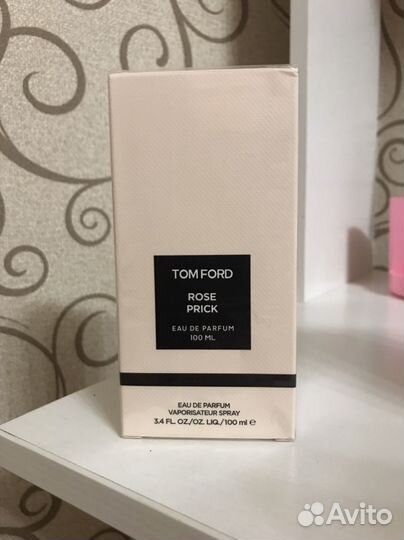 TOM FORD
ROSE
PRICK
EAU DE PARFUM
100 ML
EAU DE PARFUM
VAPORISATEUR SPRAY
3.4 FL. OZ./OZ. LIQ./100 ml ℮
Avito